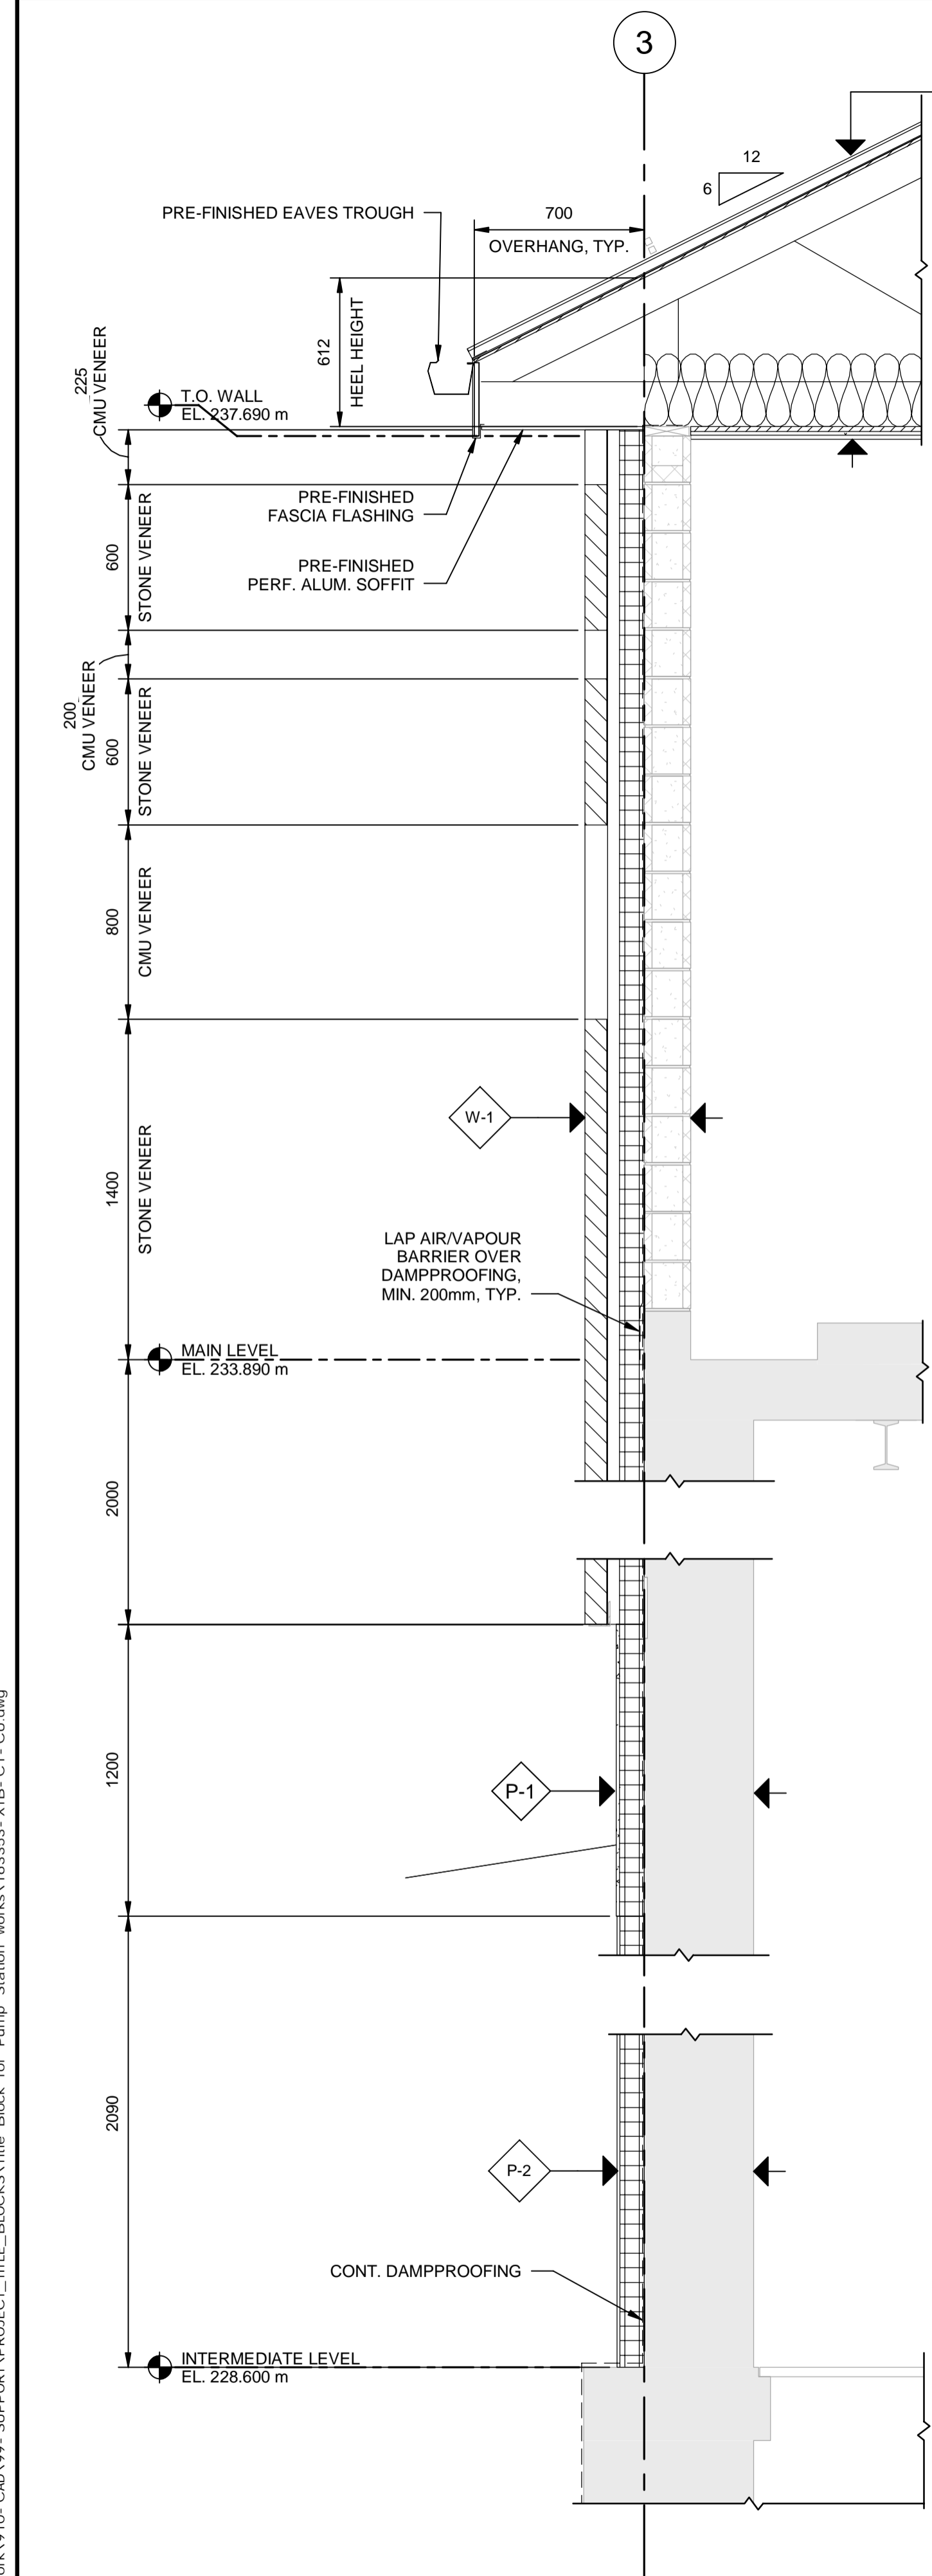 3
12
6
PRE-FINISHED EAVES TROUGH
700
OVERHANG, TYP.
612
HEEL HEIGHT
225
CMU VENEER
T.O. WALL
EL. 237.690 m
PRE-FINISHED
FASCIA FLASHING
600
STONE VENEER
PRE-FINISHED
PERF. ALUM. SOFFIT
200
CMU VENEER
600
STONE VENEER
800
CMU VENEER
W-1
1400
STONE VENEER
LAP AIR/VAPOUR
BARRIER OVER
DAMPPROOFING,
MIN. 200mm, TYP.
MAIN LEVEL
EL. 233.890 m
2000
1200
P-1
2090
P-2
CONT. DAMPPROOFING
INTERMEDIATE LEVEL
EL. 228.600 m